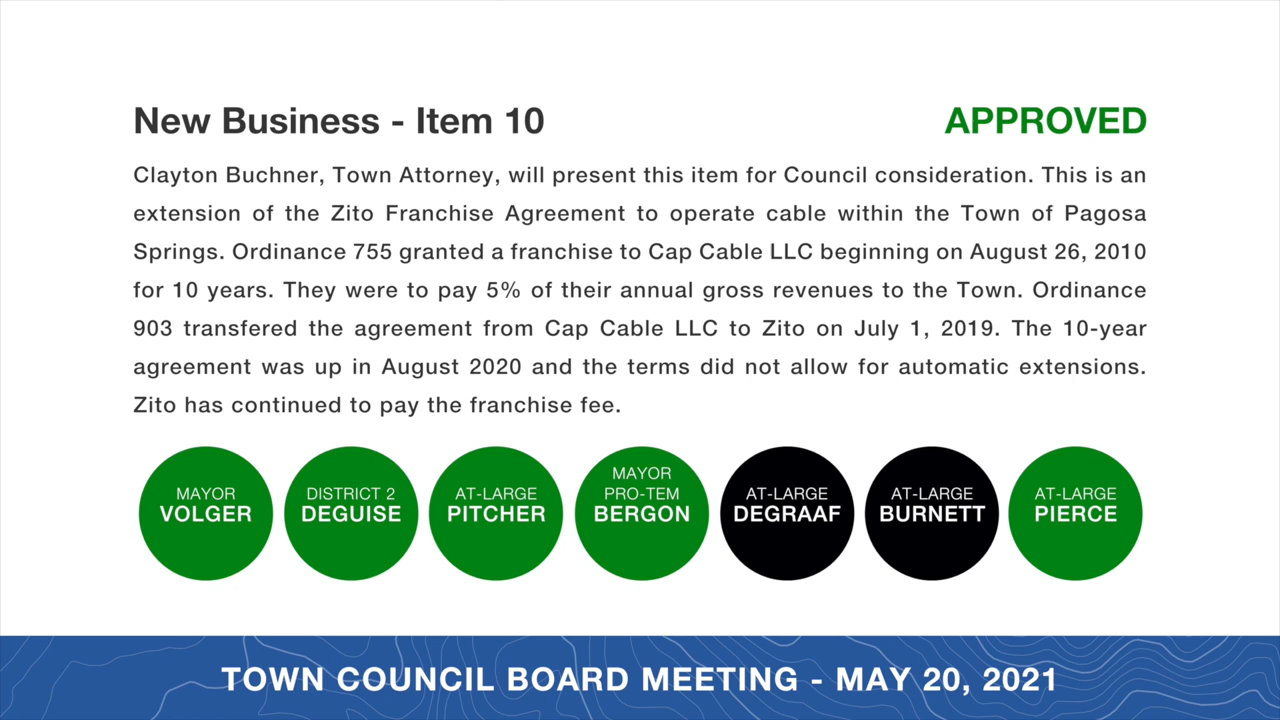 New Business - Item 10
APPROVED
Clayton Buchner, Town Attorney, will present this item for Council consideration. This is an
extension of the Zito Franchise Agreement to operate cable within the Town of Pagosa
Springs. Ordinance 755 granted a franchise to Cap Cable LLC beginning on August 26, 2010
for 10 years. They were to pay 5% of their annual gross revenues to the Town. Ordinance
903 transfered the agreement from Cap Cable LLC to Zito on July 1, 2019. The 10-year
agreement was up in August 2020 and the terms did not allow for automatic extensions.
Zito has continued to pay the franchise fee.
MAYOR
VOLGER
DISTRICT 2
DEGUISE
AT-LARGE
PITCHER
MAYOR
PRO-TEM
BERGON
AT-LARGE
DEGRAAF
AT-LARGE
BURNETT
AT-LARGE
PIERCE
TOWN COUNCIL BOARD MEETING - MAY 20, 2021